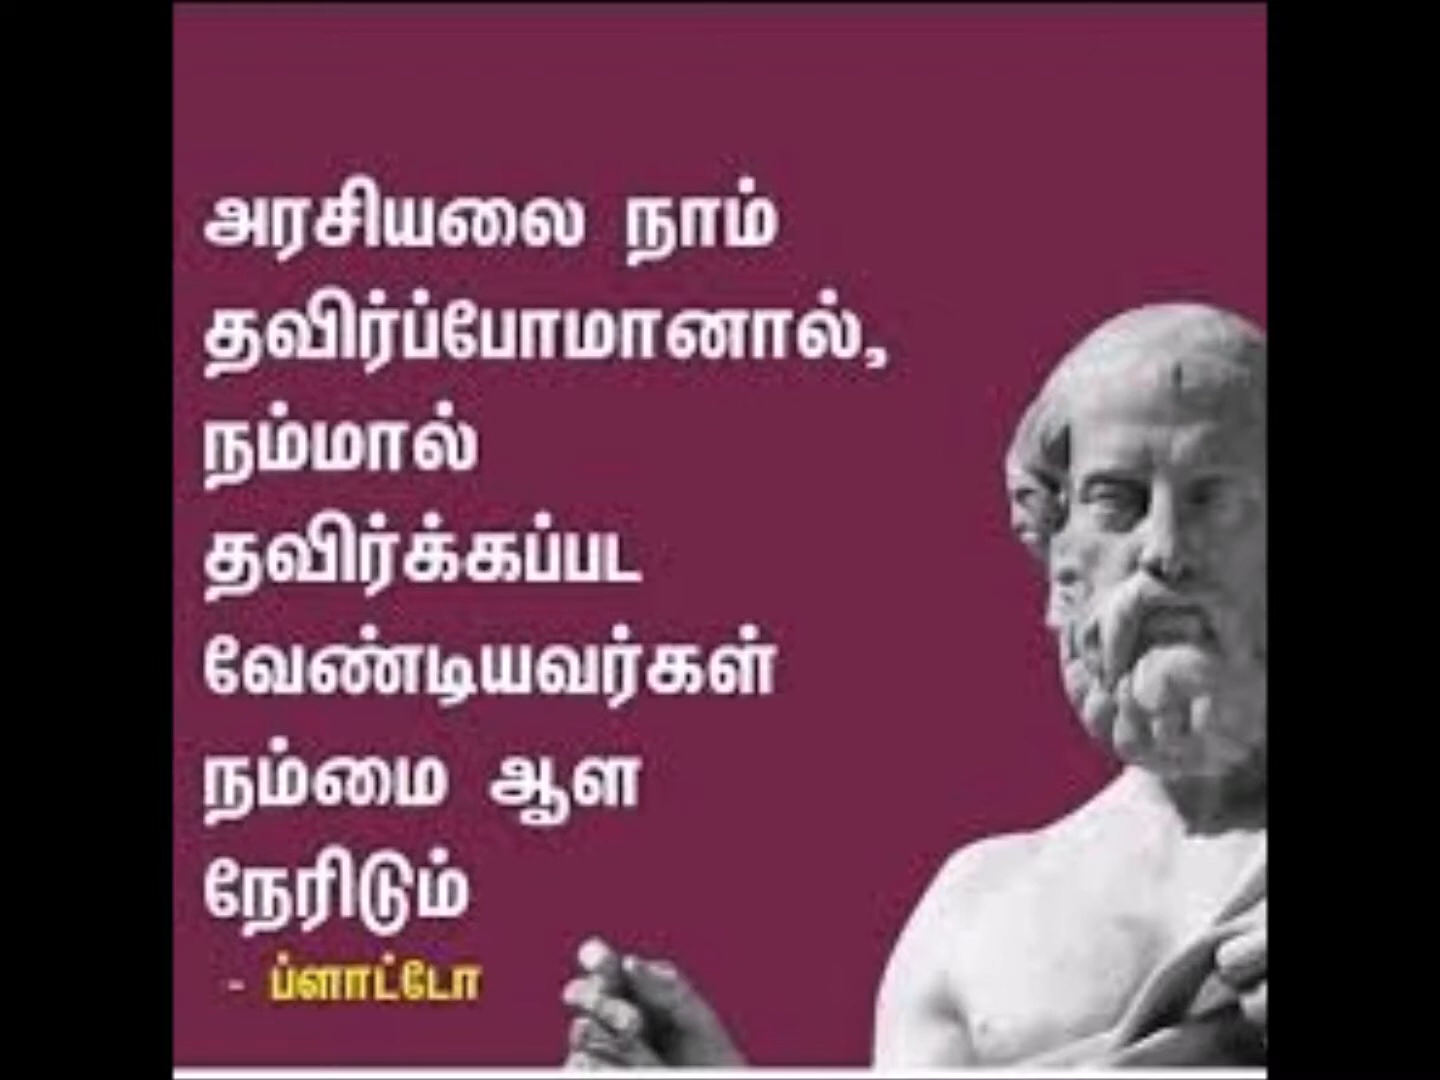 அரசியலை நாம்
தவிர்ப்போமானால்,
நம்மால்
தவிர்க்கப்பட
வேண்டியவர்கள்
நம்மை ஆள
நேரிடும்
- ப்ளாட்டோ